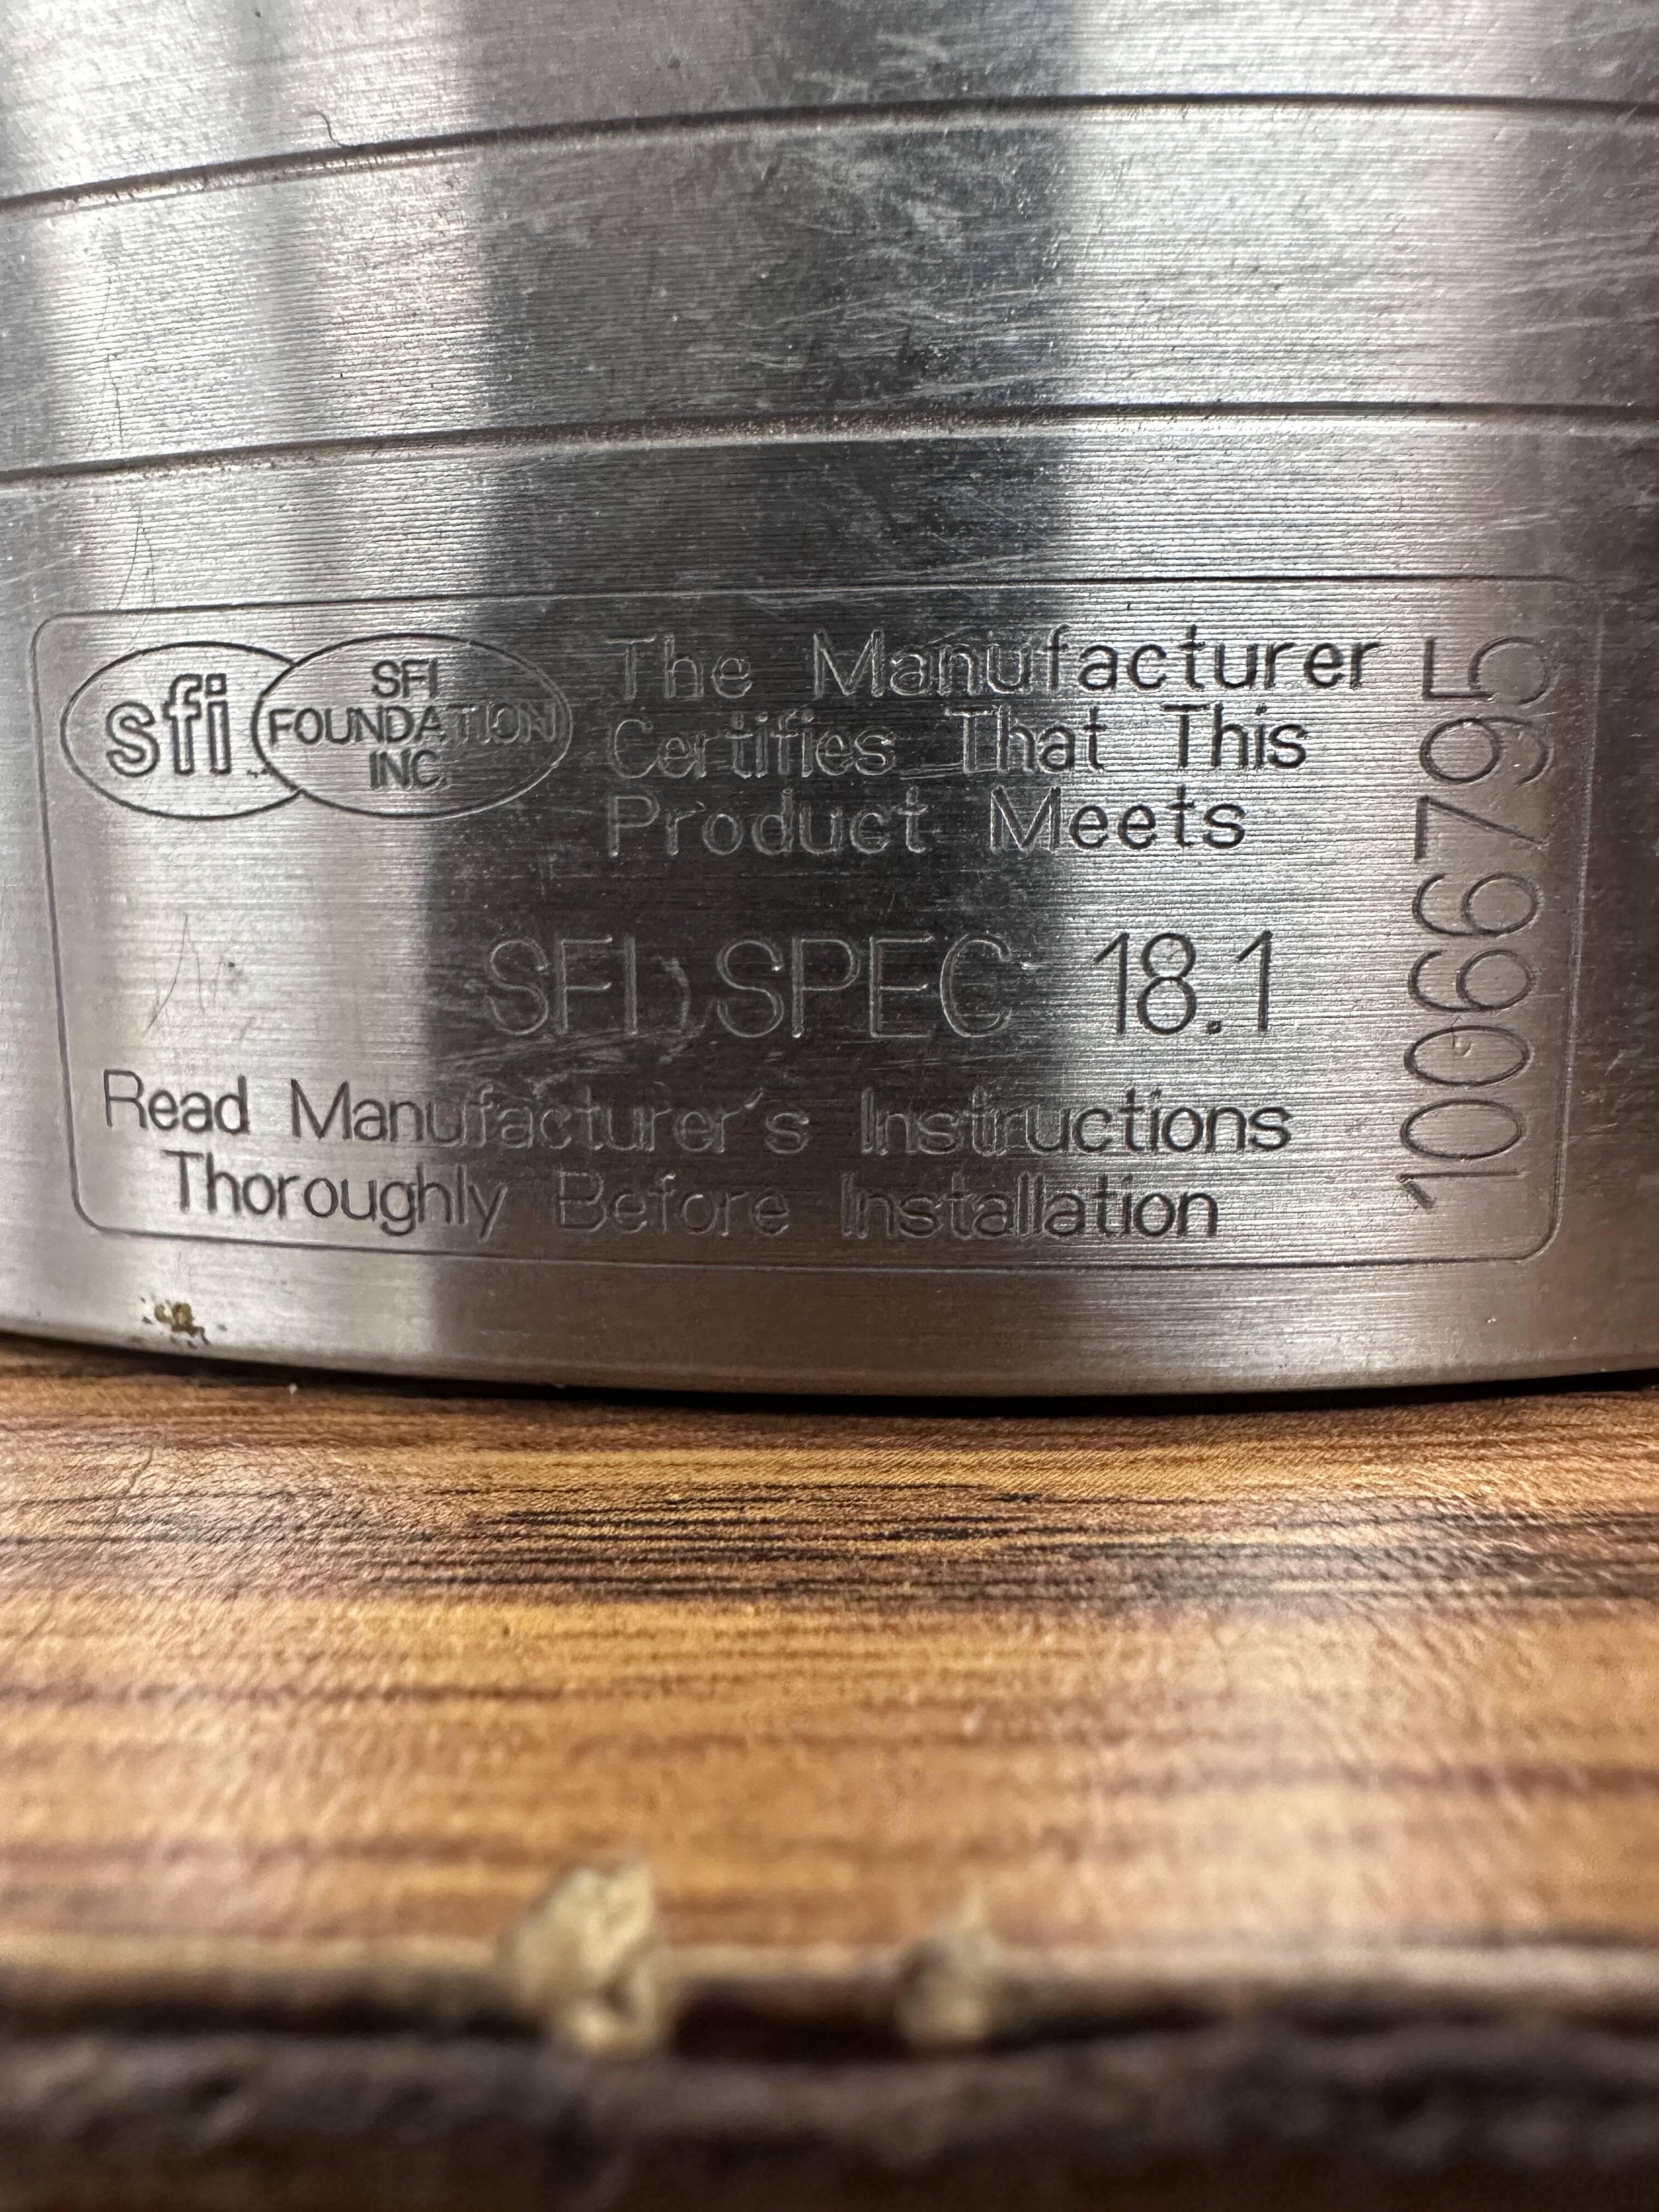 sfi
SFI
FOUNDATION
INC.
The Manufacturer
Certifies That This
Product Meets
SFI SPEC 18.1
Read Manufacturer's Instructions
Thoroughly Before Installation
10066795